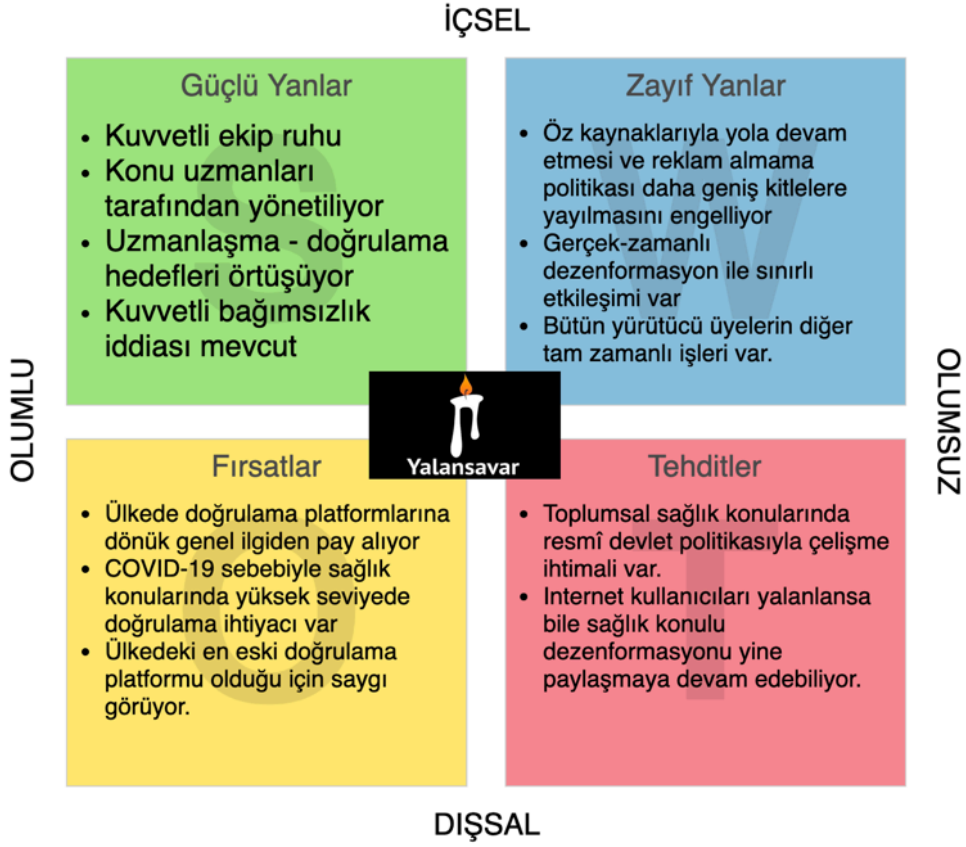 İÇSEL
Güçlü Yanlar
• Kuvvetli ekip ruhu
• Konu uzmanları
tarafından yönetiliyor
• Uzmanlaşma - doğrulama
hedefleri örtüşüyor
• Kuvvetli bağımsızlık
iddiası mevcut
Zayıf Yanlar
• Öz kaynaklarıyla yola devam
etmesi ve reklam almama
politikası daha geniş kitlelere
yayılmasını engelliyor
• Gerçek-zamanlı
dezenformasyon ile sınırlı
etkileşimi var
• Bütün yürütücü üyelerin diğer
tam zamanlı işleri var.
OLUMLU
OLUMSUZ
Yalansavar
Fırsatlar
• Ülkede doğrulama platformlarına
dönük genel ilgiden pay alıyor
• COVID-19 sebebiyle sağlık
konularında yüksek seviyede
doğrulama ihtiyacı var
• Ülkedeki en eski doğrulama
platformu olduğu için saygı
görüyor.
Tehditler
• Toplumsal sağlık konularında
resmî devlet politikasıyla çelişme
ihtimali var.
• Internet kullanıcıları yalanlansa
bile sağlık konulu
dezenformasyonu yine
paylaşmaya devam edebiliyor.
DIŞSAL
S
W
O
T